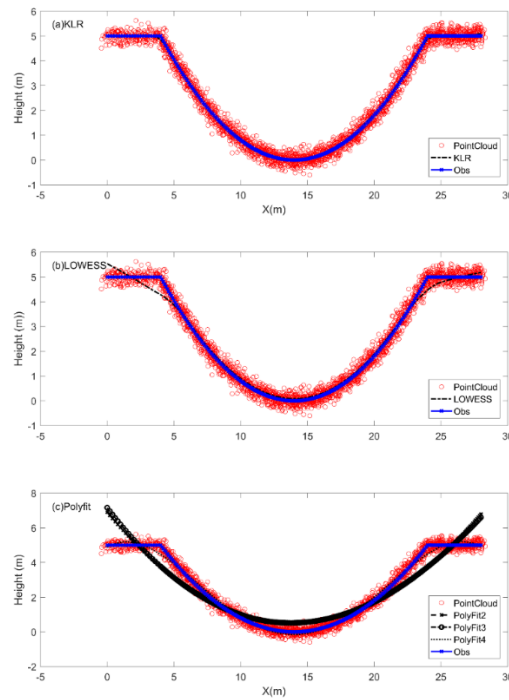 (a)KLR
6
5
4
3
2
1
0
-1
Height (m)
PointCloud
KLR
Obs
-5 0 5 10 15 20 25 30
X(m)
(b)LOWESS
6
5
4
3
2
1
0
-1
Height (m))
PointCloud
LOWESS
Obs
-5 0 5 10 15 20 25 30
X(m)
(c)Polyfit
8
6
4
2
0
-2
Height (m)
PointCloud
PolyFit2
PolyFit3
PolyFit4
Obs
-5 0 5 10 15 20 25 30
X(m)